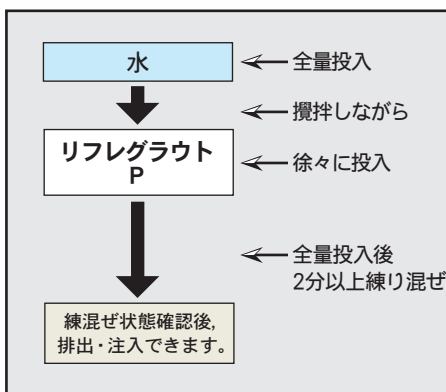 水
全量投入
攪拌しながら
リフレグラウト
P
徐々に投入
全量投入後
2分以上練り混ぜ
練混ぜ状態確認後,
排出・注入できます。